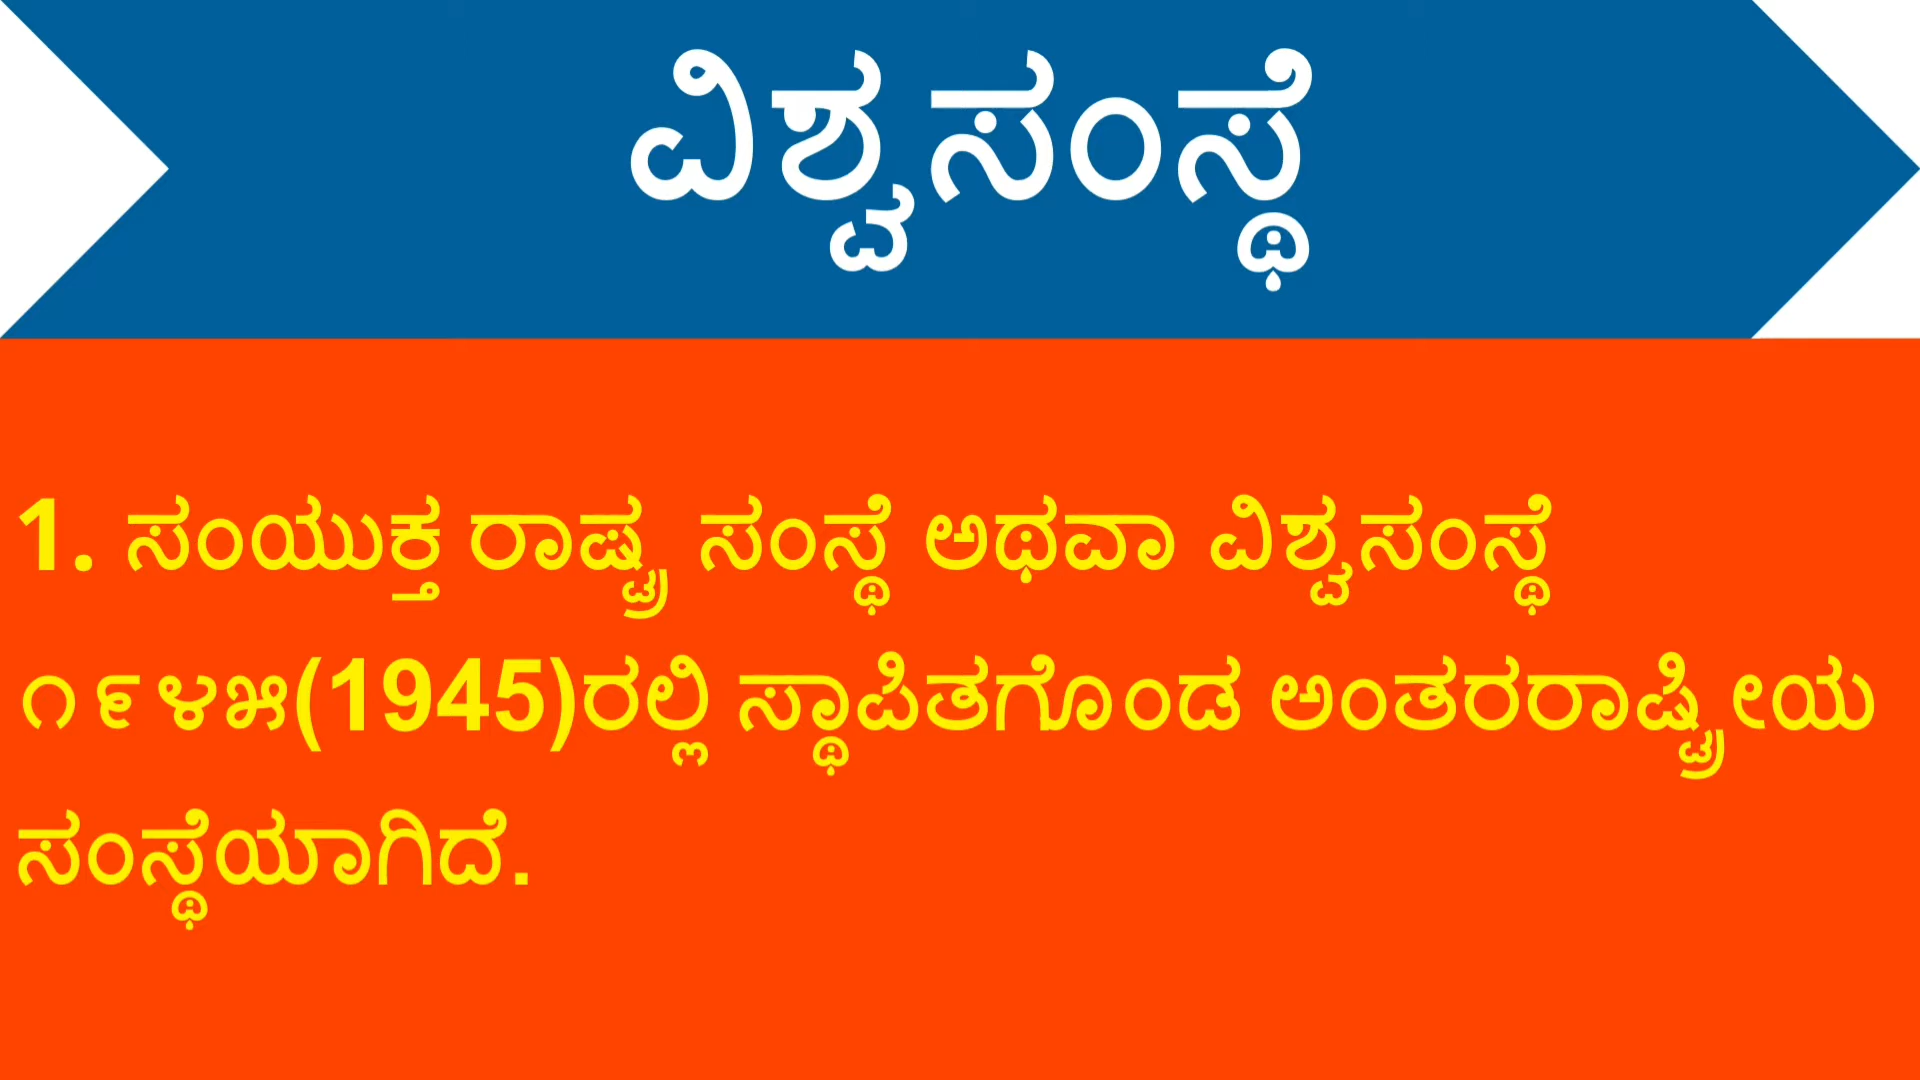 ವಿಶ್ವಸಂಸ್ಥೆ
1. ಸಂಯುಕ್ತ ರಾಷ್ಟ್ರ ಸಂಸ್ಥೆ ಅಥವಾ ವಿಶ್ವಸಂಸ್ಥೆ
೧೯೪೫(1945)ರಲ್ಲಿ ಸ್ಥಾಪಿತಗೊಂಡ ಅಂತರರಾಷ್ಟ್ರೀಯ
ಸಂಸ್ಥೆಯಾಗಿದೆ.